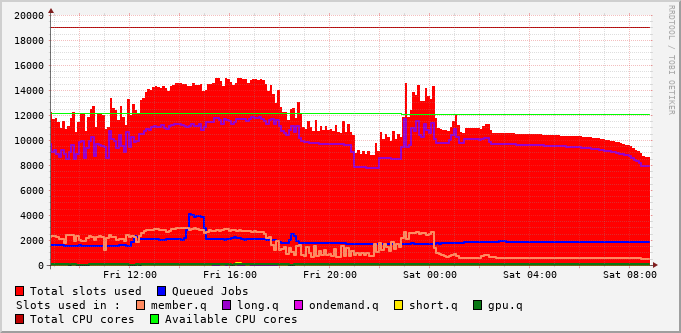 20000
18000
16000
14000
12000
10000
8000
6000
4000
2000
0
Fri 12:00 Fri 16:00 Fri 20:00 Sat 00:00 Sat 04:00 Sat 08:00
RRDTOOL / TOBI OETIKER
Total slots used Queued Jobs
Slots used in : member.q long.q ondemand.q short.q gpu.q
Total CPU cores Available CPU cores